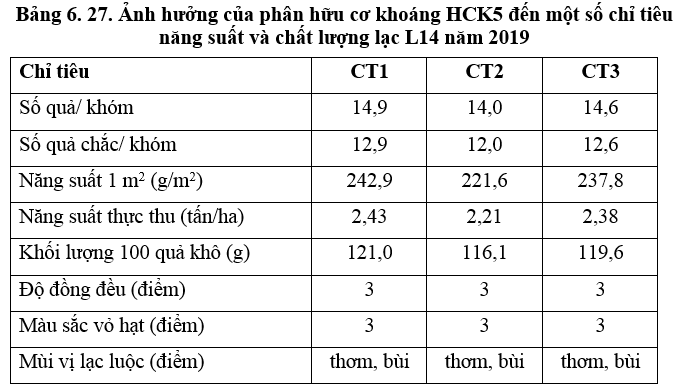 Bảng 6. 27. Ảnh hưởng của phân hữu cơ khoáng HCK5 đến một số chỉ tiêu
năng suất và chất lượng lạc L14 năm 2019
Chỉ tiêu CT1 CT2 CT3
Số quả/ khóm 14,9 14,0 14,6
Số quả chắc/ khóm 12,9 12,0 12,6
Năng suất 1 m² (g/m²) 242,9 221,6 237,8
Năng suất thực thu (tấn/ha) 2,43 2,21 2,38
Khối lượng 100 quả khô (g) 121,0 116,1 119,6
Độ đồng đều (điểm) 3 3 3
Màu sắc vỏ hạt (điểm) 3 3 3
Mùi vị lạc luộc (điểm) thơm, bùi thơm, bùi thơm, bùi